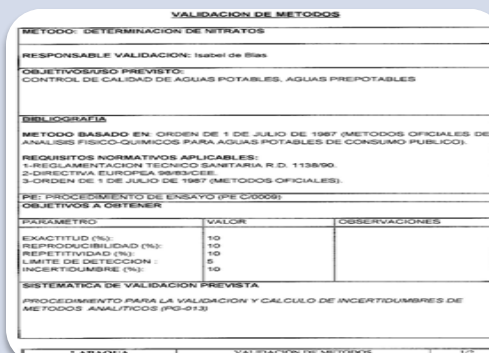 VALIDACION DE METODOS
METODO: DETERMINACION DE NITRATOS
RESPONSABLE VALIDACION: Isabel de Blas
OBJETIVOS/USO PREVISTO:
CONTROL DE CALIDAD DE AGUAS POTABLES, AGUAS PREPOTABLES
BIBLIOGRAFIA
METODO BASADO EN: ORDEN DE 1 DE JULIO DE 1987 (METODOS OFICIALES DE
ANALISIS FISICO-QUIMICOS PARA AGUAS POTABLES DE CONSUMO PUBLICO).
REQUISITOS NORMATIVOS APLICABLES:
1-REGLAMENTACION TECNICO SANITARIA R.D. 1138/90.
2-DIRECTIVA EUROPEA 98/83/CEE.
3-ORDEN DE 1 DE JULIO DE 1987 (METODOS OFICIALES).
PE: PROCEDIMIENTO DE ENSAYO (PE C/0009)
OBJETIVOS A OBTENER
PARAMETRO VALOR OBSERVACIONES
EXACTITUD (%): 10
REPRODUCIBILIDAD (%): 10
REPETITIVIDAD (%): 10
LIMITE DE DETECCION : 5
INCERTIDUMBRE (%): 10
SISTEMATICA DE VALIDACION PREVISTA
PROCEDIMIENTO PARA LA VALIDACION Y CALCULO DE INCERTIDUMBRES DE
METODOS ANALITICOS (PG-013)
LABAQUA VALIDACION DE METODOS 1/2